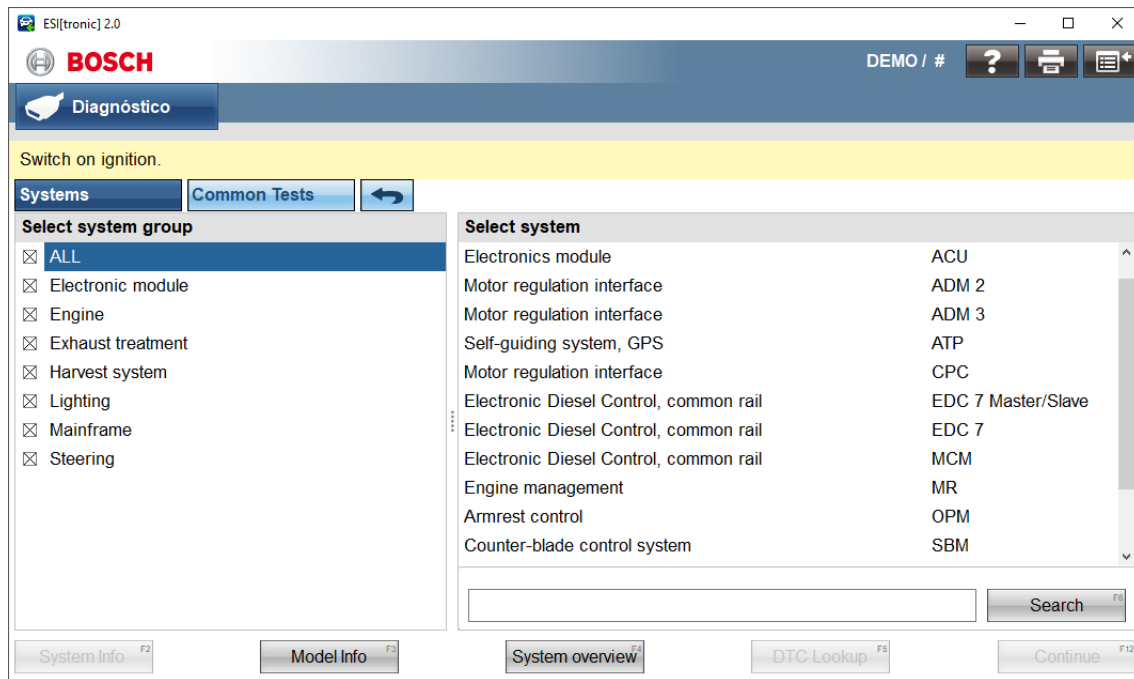 ESI[tronic] 2.0
BOSCH
DEMO / #
?
Diagnóstico
Switch on ignition.
Systems
Common Tests
Select system group
ALL
Electronic module
Engine
Exhaust treatment
Harvest system
Lighting
Mainframe
Steering
Select system
Electronics module ACU
Motor regulation interface ADM 2
Motor regulation interface ADM 3
Self-guiding system, GPS ATP
Motor regulation interface CPC
Electronic Diesel Control, common rail EDC 7 Master/Slave
Electronic Diesel Control, common rail EDC 7
Electronic Diesel Control, common rail MCM
Engine management MR
Armrest control OPM
Counter-blade control system SBM
Search F6
System Info F2
Model Info F3
System overview F4
DTC Lookup F5
Continue F12